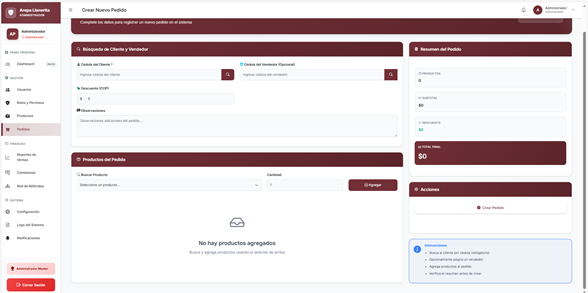 Arepa Llanerita
ADMINISTRADOR
Crear Nuevo Pedido
Administrador
AP
Administrador
Administrador
PANEL PRINCIPAL
Dashboard
GESTIÓN
Usuarios
Roles y Permisos
Productos
Pedidos
FINANZAS
Reportes de Ventas
Comisiones
Red de Referidos
SISTEMA
Configuración
Logs del Sistema
Notificaciones
Administrador Master
Cerrar Sesión
Complete los datos para registrar un nuevo pedido en el sistema
Búsqueda de Cliente y Vendedor
Cédula del Cliente *
Ingrese cédula del cliente
Cédula del Vendedor (Opcional)
Ingrese cédula del vendedor
Descuento (COP)
$ 0
Observaciones
Observaciones adicionales del pedido...
Productos del Pedido
Buscar Producto
Seleccione un producto...
Cantidad
1
Agregar
No hay productos agregados
Busca y agrega productos usando el selector de arriba
Resumen del Pedido
PRODUCTOS
0
SUBTOTAL
$0
DESCUENTO
$0
TOTAL FINAL
$0
Acciones
Crear Pedido
Instrucciones
Busca el cliente por cédula (obligatorio)
Opcionalmente asigna un vendedor
Agrega productos al pedido
Verifica el resumen antes de crear